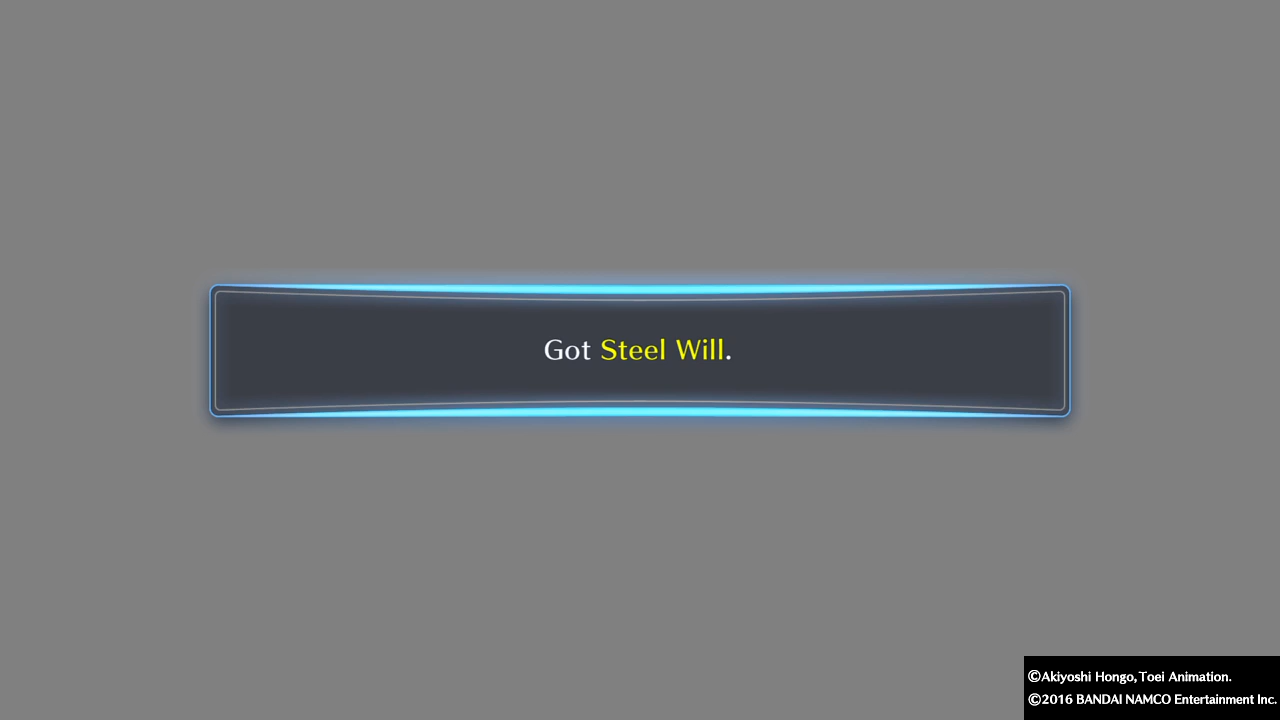 Got Steel Will.
©Akiyoshi Hongo, Toei Animation.
©2016 BANDAI NAMCO Entertainment Inc.